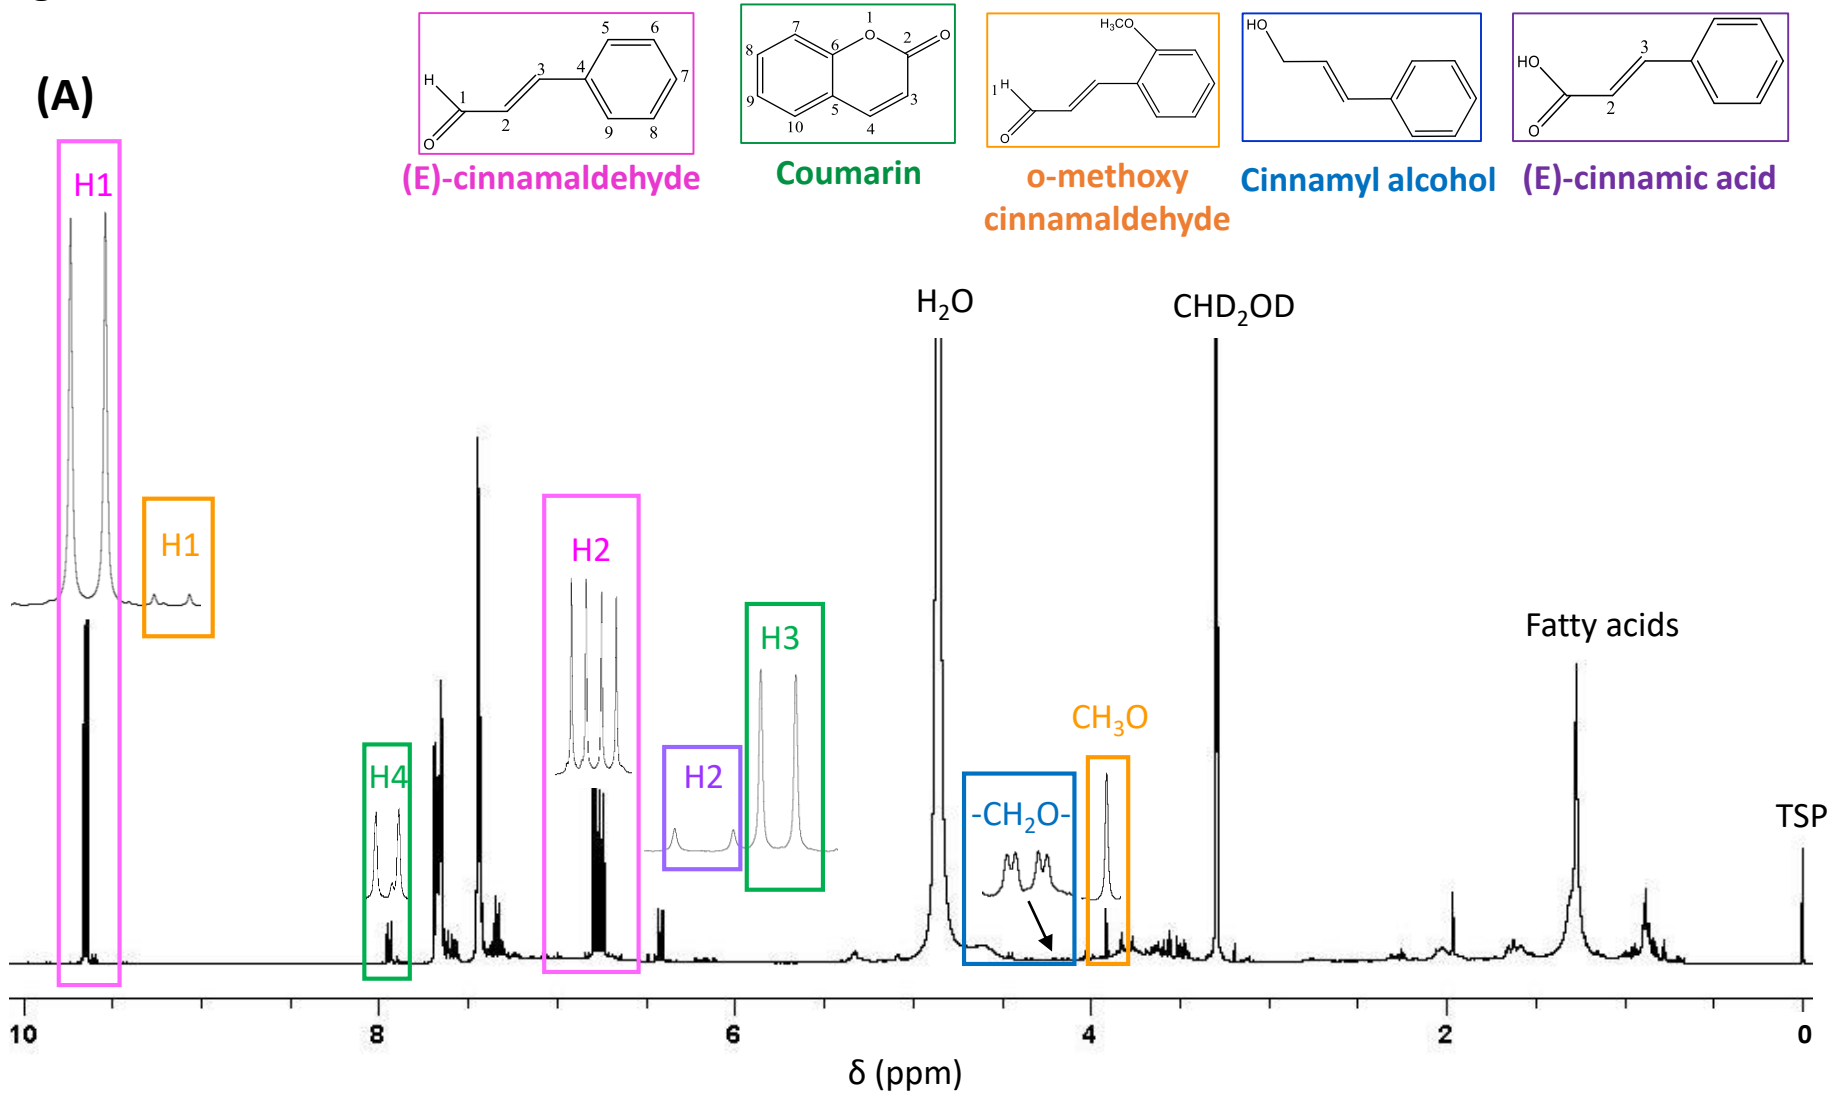 (A)
H
O
1
2
3
4
5
6
7
8
9
(E)-cinnamaldehyde
1
O
2
O
3
4
5
6
7
8
9
10
Coumarin
H₃CO
1
H
O
o-methoxy
cinnamaldehyde
HO
Cinnamyl alcohol
HO
O
2
3
(E)-cinnamic acid
H1
H1
H4
H2
H2
H3
H₂O
-CH₂O-
CH₃O
CHD₂OD
Fatty acids
TSP
10 8 6 4 2 0
δ (ppm)